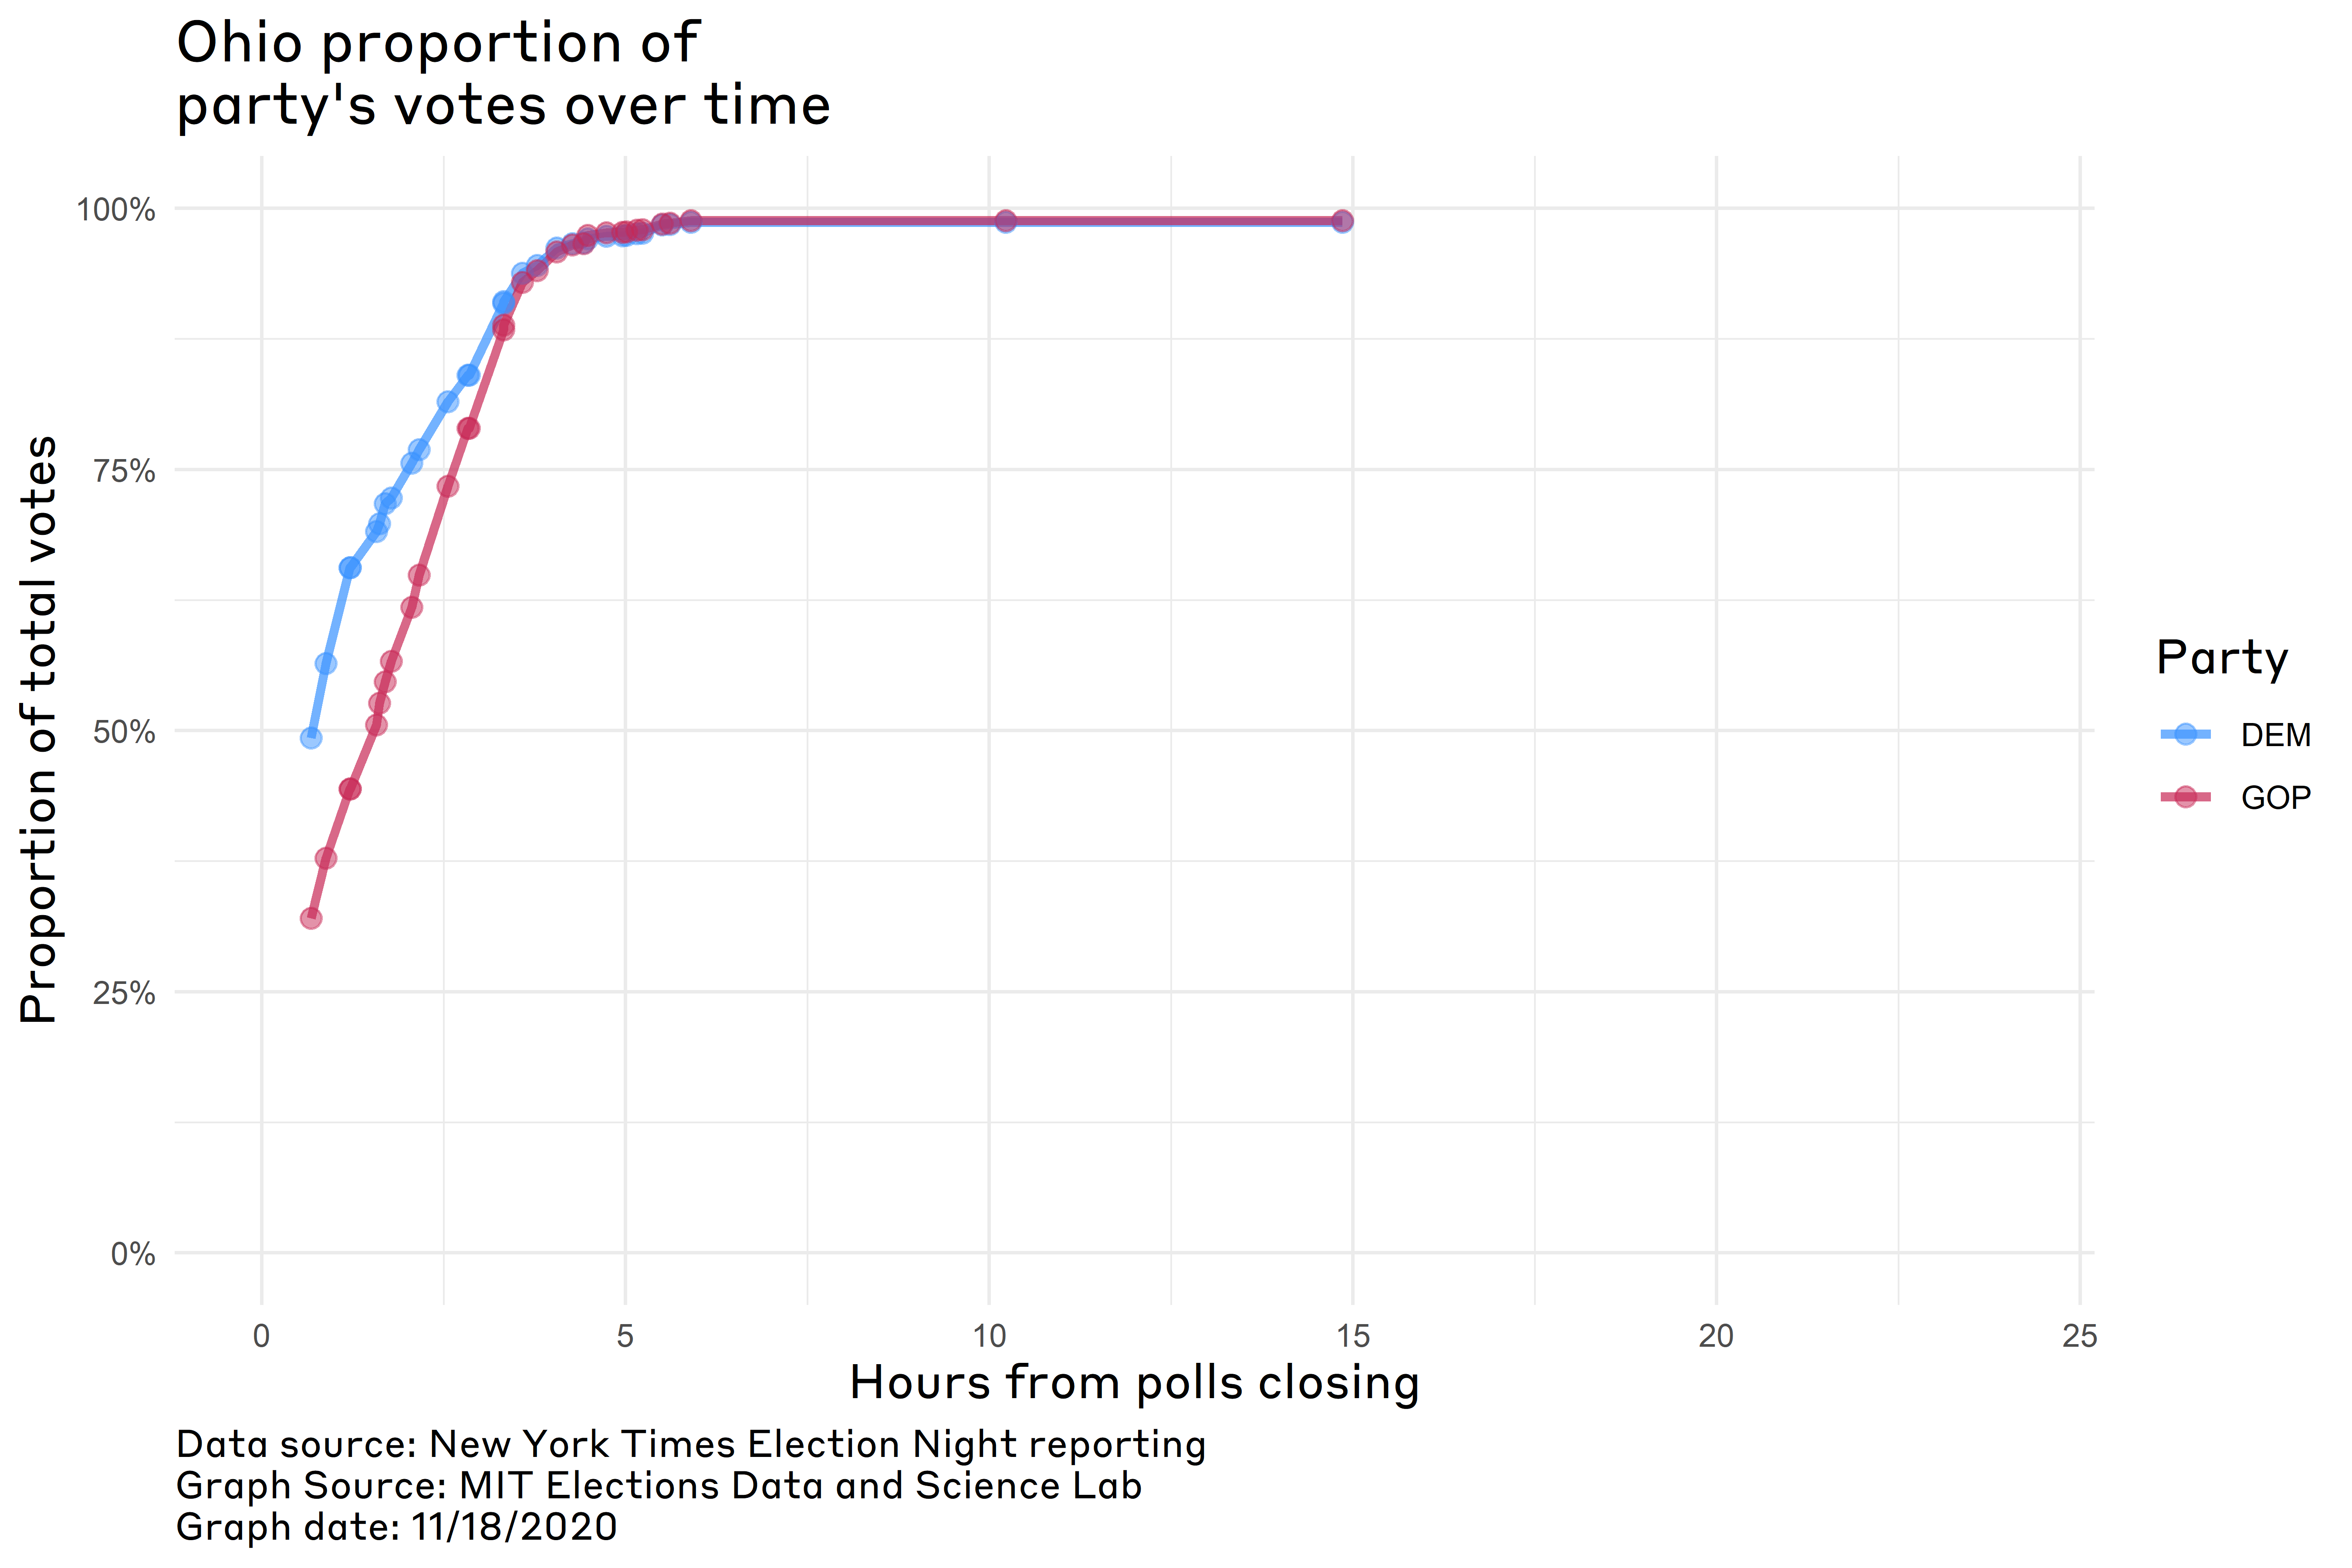 Ohio proportion of
party's votes over time
Proportion of total votes
100%
75%
50%
25%
0%
0 5 10 15 20 25
Hours from polls closing
Party
DEM
GOP
Data source: New York Times Election Night reporting
Graph Source: MIT Elections Data and Science Lab
Graph date: 11/18/2020